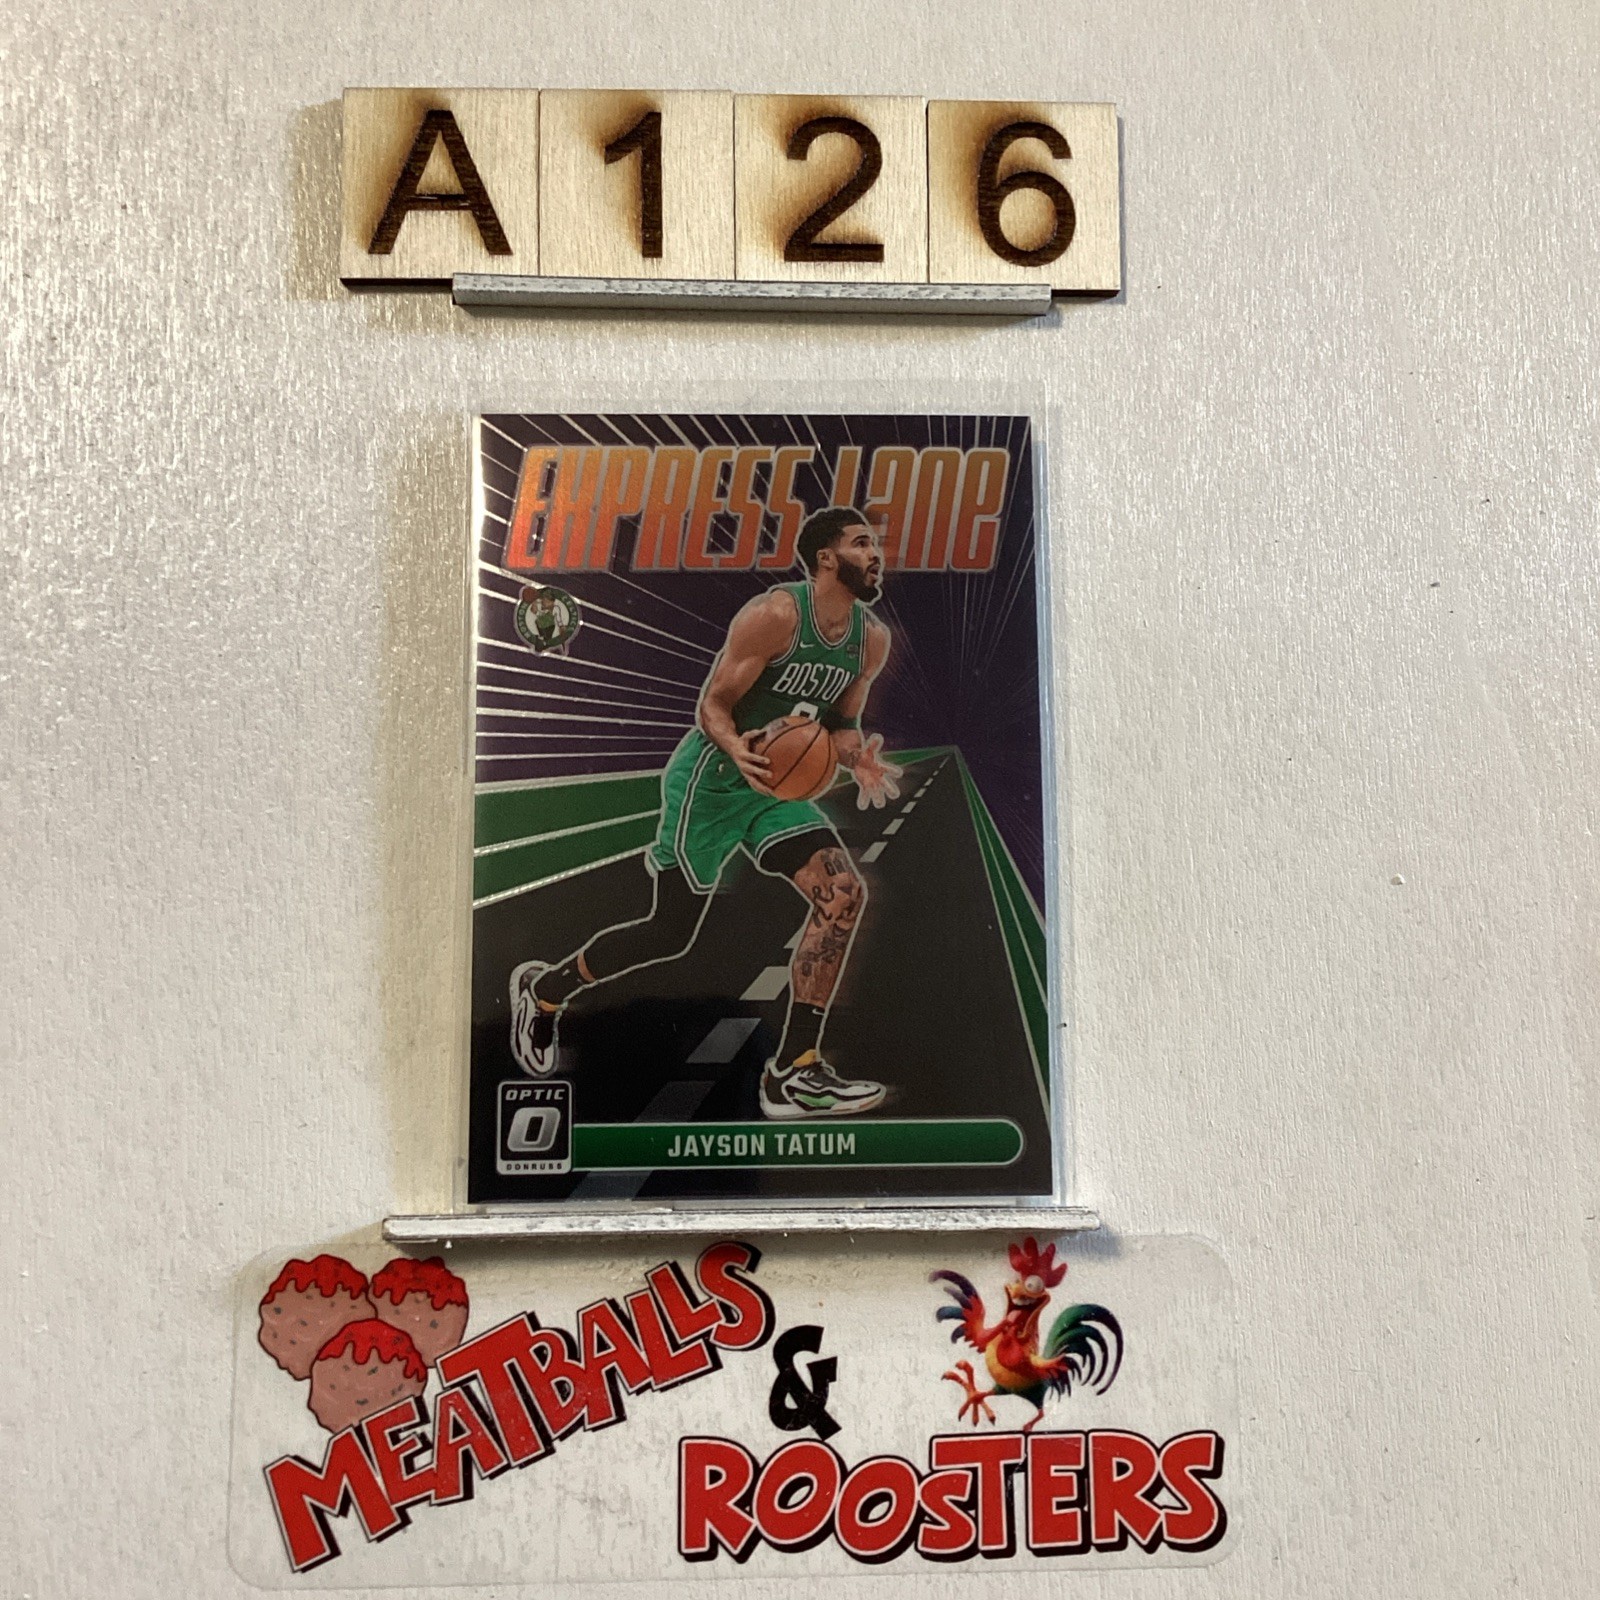 A126
EXPRESS LANE
BOSTON
OPTIC
DONRUSS
JAYSON TATUM
MEATBALLS
&
ROOSTERS